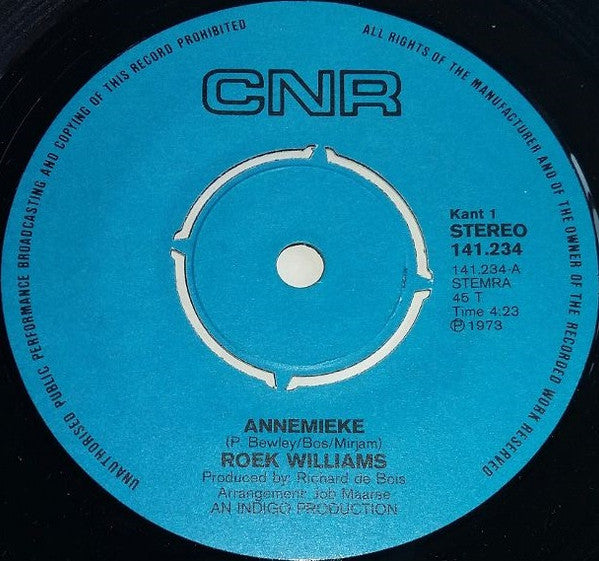 UNAUTHORISED PUBLIC PERFORMANCE BROADCASTING AND COPYING OF THIS RECORD PROHIBITED
ALL RIGHTS OF THE MANUFACTURER AND OF THE OWNER OF THE RECORDED WORK RESERVED
CNR
Kant 1
STEREO
141.234
141.234-A
STEMRA
45 T
Time 4:23
Ⓟ 1973
ANNEMIEKE
(P. Bewley/Bos/Mirjam)
ROEK WILLIAMS
Produced by: Richard de Bois
Arrangement: Job Maarse
AN INDIGO PRODUCTION